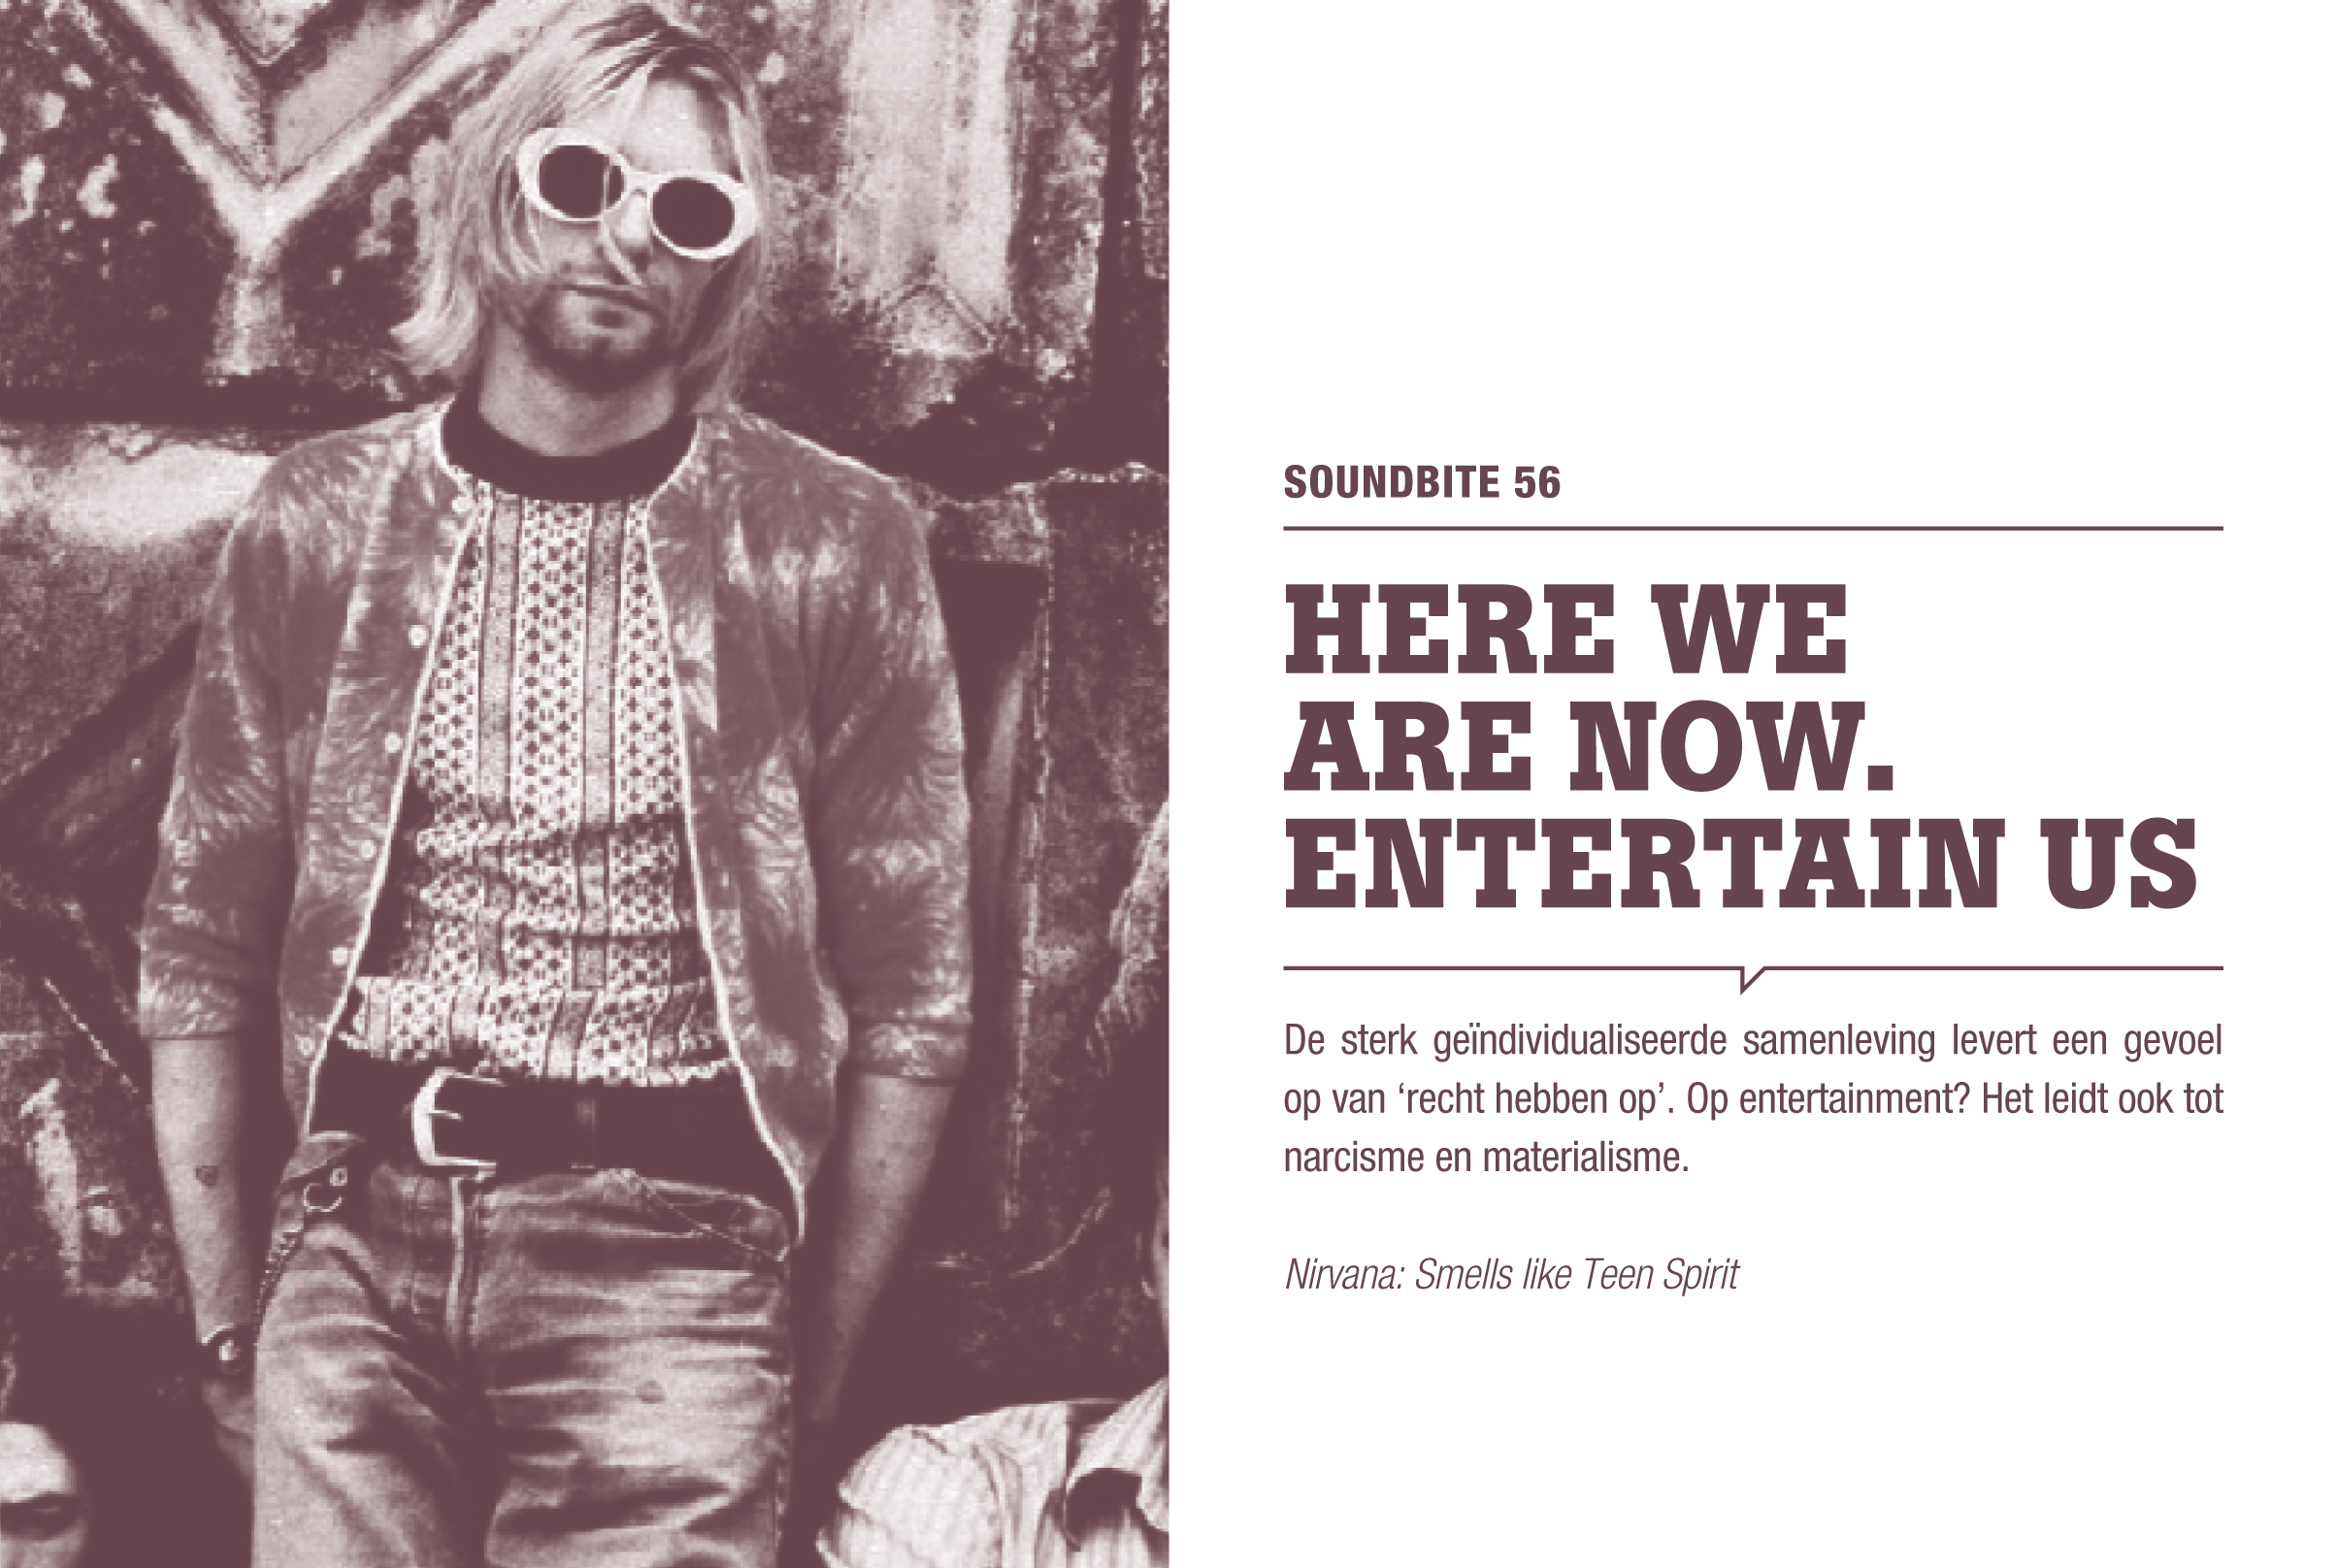 SOUNDBITE 56
HERE WE
ARE NOW.
ENTERTAIN US
De sterk geïndividualiseerde samenleving levert een gevoel
op van ‘recht hebben op’. Op entertainment? Het leidt ook tot
narcisme en materialisme.
Nirvana: Smells like Teen Spirit